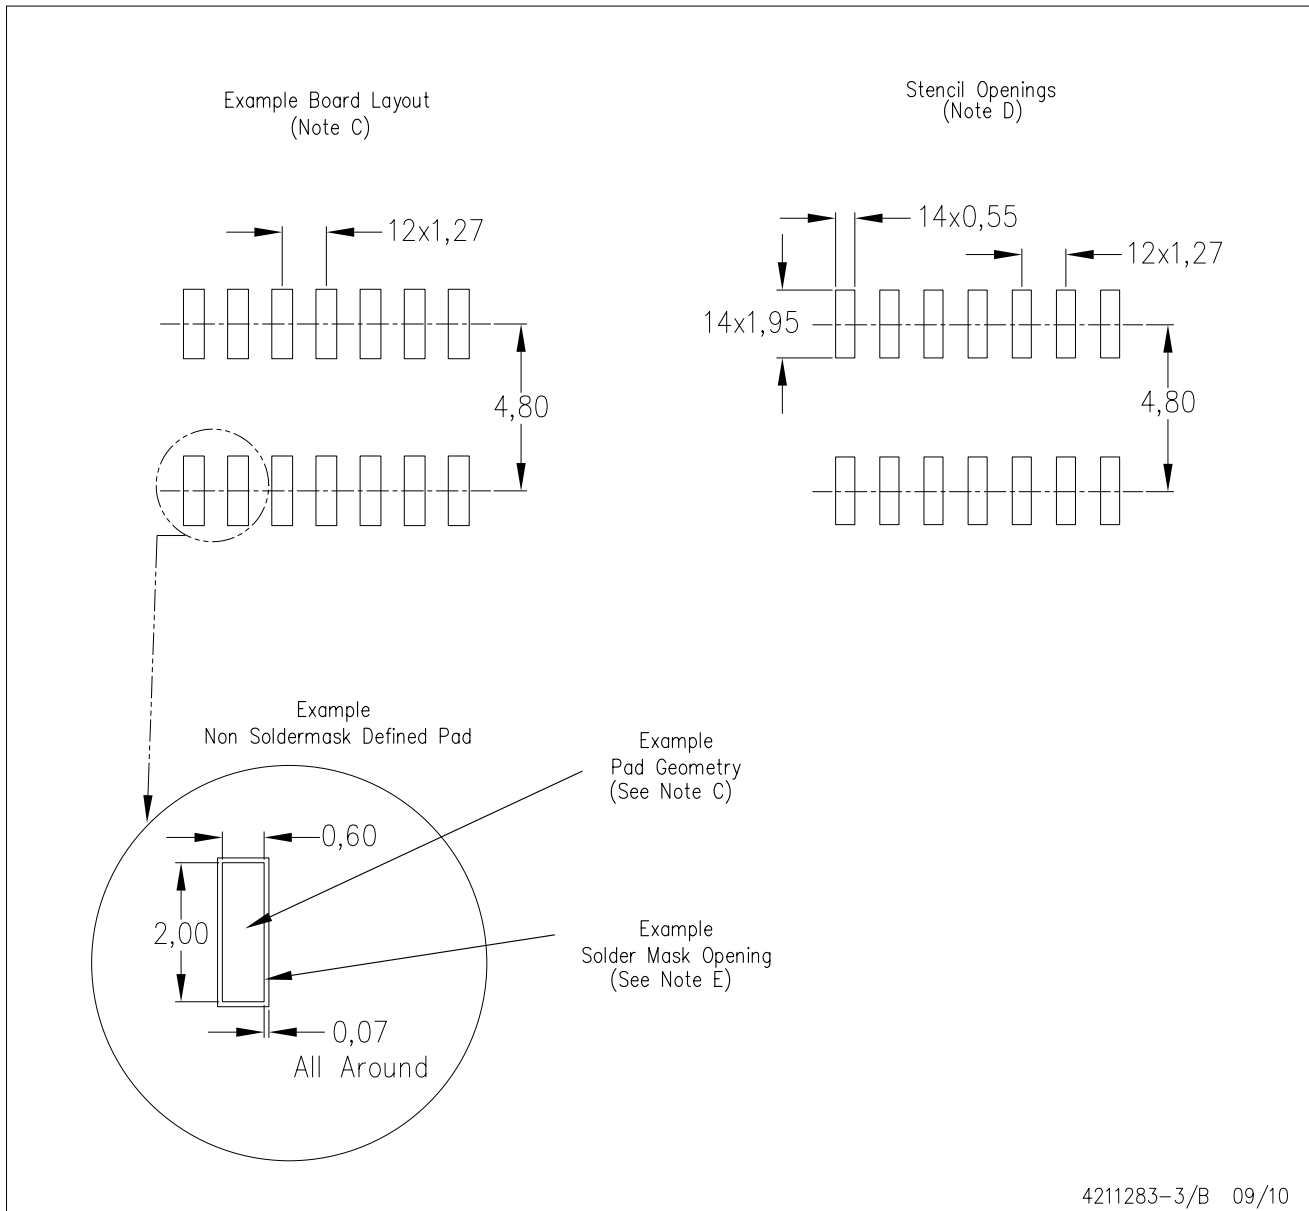 Example Board Layout
(Note C)
12x1,27
4,80
Stencil Openings
(Note D)
14x0,55
12x1,27
14x1,95
4,80
Example
Non Soldermask Defined Pad
Example
Pad Geometry
(See Note C)
0,60
2,00
Example
Solder Mask Opening
(See Note E)
0,07
All Around
4211283-3/B 09/10